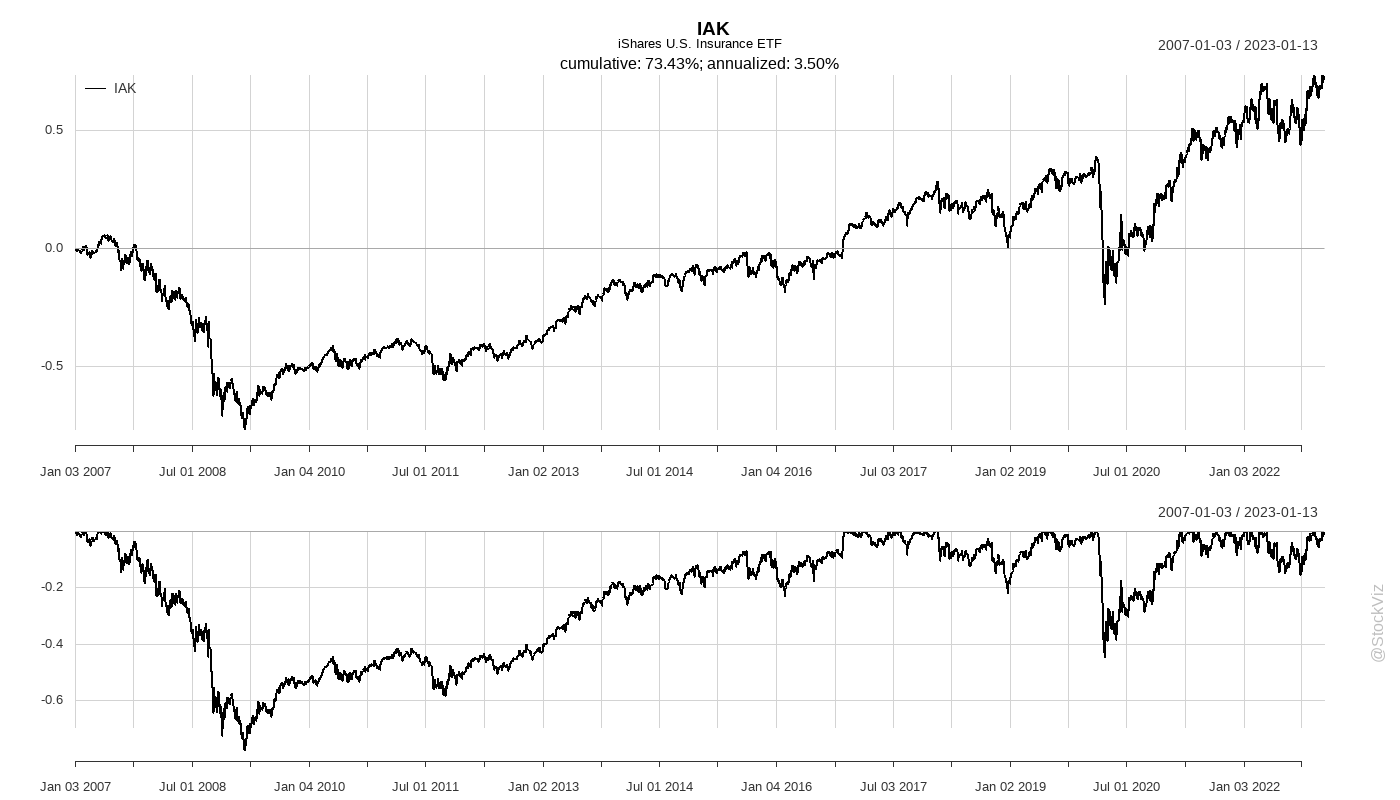 IAK
iShares U.S. Insurance ETF
2007-01-03 / 2023-01-13
cumulative: 73.43%; annualized: 3.50%
IAK
0.5
0.0
-0.5
Jan 03 2007 Jul 01 2008 Jan 04 2010 Jul 01 2011 Jan 02 2013 Jul 01 2014 Jan 04 2016 Jul 03 2017 Jan 02 2019 Jul 01 2020 Jan 03 2022
2007-01-03 / 2023-01-13
-0.2
-0.4
-0.6
Jan 03 2007 Jul 01 2008 Jan 04 2010 Jul 01 2011 Jan 02 2013 Jul 01 2014 Jan 04 2016 Jul 03 2017 Jan 02 2019 Jul 01 2020 Jan 03 2022
@StockViz